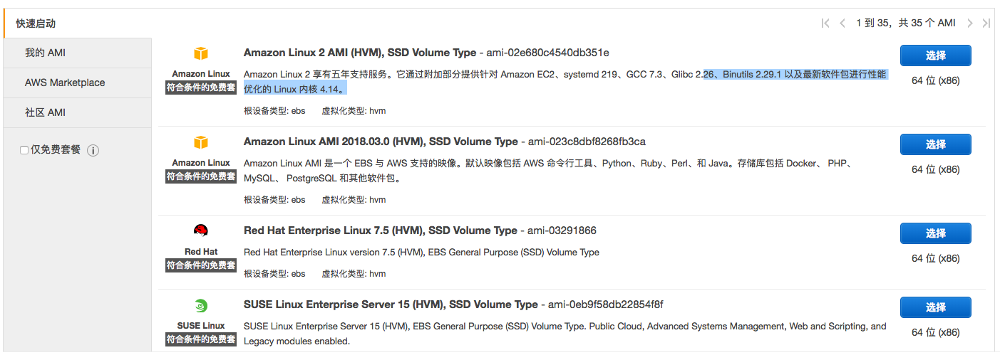 快速启动
1 到 35，共 35 个 AMI
我的 AMI
AWS Marketplace
社区 AMI
仅免费套餐
Amazon Linux
符合条件的免费套
Amazon Linux 2 AMI (HVM), SSD Volume Type - ami-02e680c4540db351e
Amazon Linux 2 享有五年支持服务。它通过附加部分提供针对 Amazon EC2、systemd 219、GCC 7.3、Glibc 2.26、Binutils 2.29.1 以及最新软件包进行性能
优化的 Linux 内核 4.14。
根设备类型: ebs 虚拟化类型: hvm
选择
64 位 (x86)
Amazon Linux
符合条件的免费套
Amazon Linux AMI 2018.03.0 (HVM), SSD Volume Type - ami-023c8dbf8268fb3ca
Amazon Linux AMI 是一个 EBS 与 AWS 支持的映像。默认映像包括 AWS 命令行工具、Python、Ruby、Perl、和 Java。存储库包括 Docker、 PHP、
MySQL、 PostgreSQL 和其他软件包。
根设备类型: ebs 虚拟化类型: hvm
选择
64 位 (x86)
Red Hat
符合条件的免费套
Red Hat Enterprise Linux 7.5 (HVM), SSD Volume Type - ami-03291866
Red Hat Enterprise Linux version 7.5 (HVM), EBS General Purpose (SSD) Volume Type
根设备类型: ebs 虚拟化类型: hvm
选择
64 位 (x86)
SUSE Linux
符合条件的免费套
SUSE Linux Enterprise Server 15 (HVM), SSD Volume Type - ami-0eb9f58db22854f8f
SUSE Linux Enterprise Server 15 (HVM), EBS General Purpose (SSD) Volume Type. Public Cloud, Advanced Systems Management, Web and Scripting, and
Legacy modules enabled.
选择
64 位 (x86)